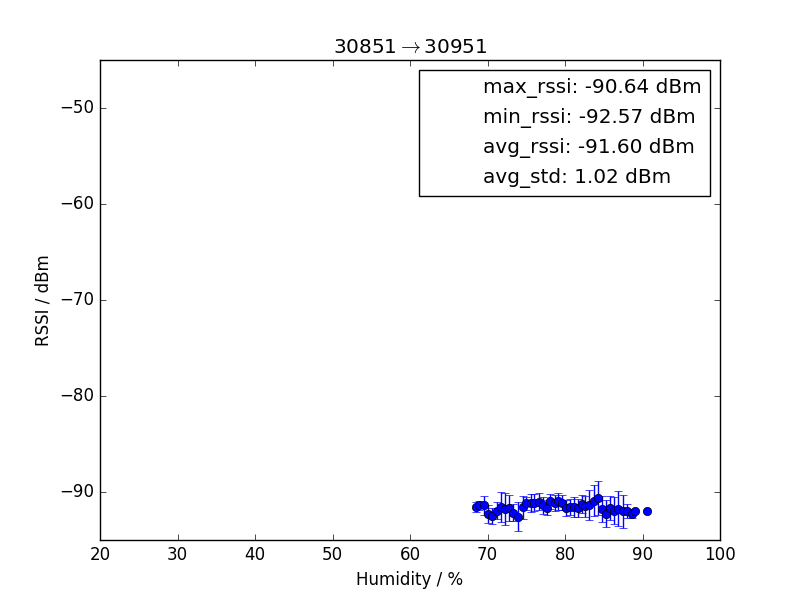 30851→30951
max_rssi: -90.64 dBm
min_rssi: -92.57 dBm
avg_rssi: -91.60 dBm
avg_std: 1.02 dBm
RSSI / dBm
−50
−60
−70
−80
−90
20 30 40 50 60 70 80 90 100
Humidity / %